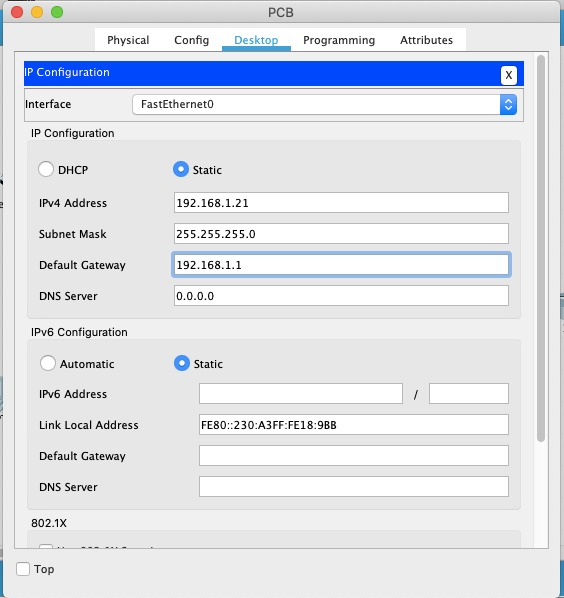 PCB
Physical Config Desktop Programming Attributes
IP Configuration X
Interface FastEthernet0
IP Configuration
DHCP Static
IPv4 Address 192.168.1.21
Subnet Mask 255.255.255.0
Default Gateway 192.168.1.1
DNS Server 0.0.0.0
IPv6 Configuration
Automatic Static
IPv6 Address /
Link Local Address FE80::230:A3FF:FE18:9BB
Default Gateway
DNS Server
802.1X
Top